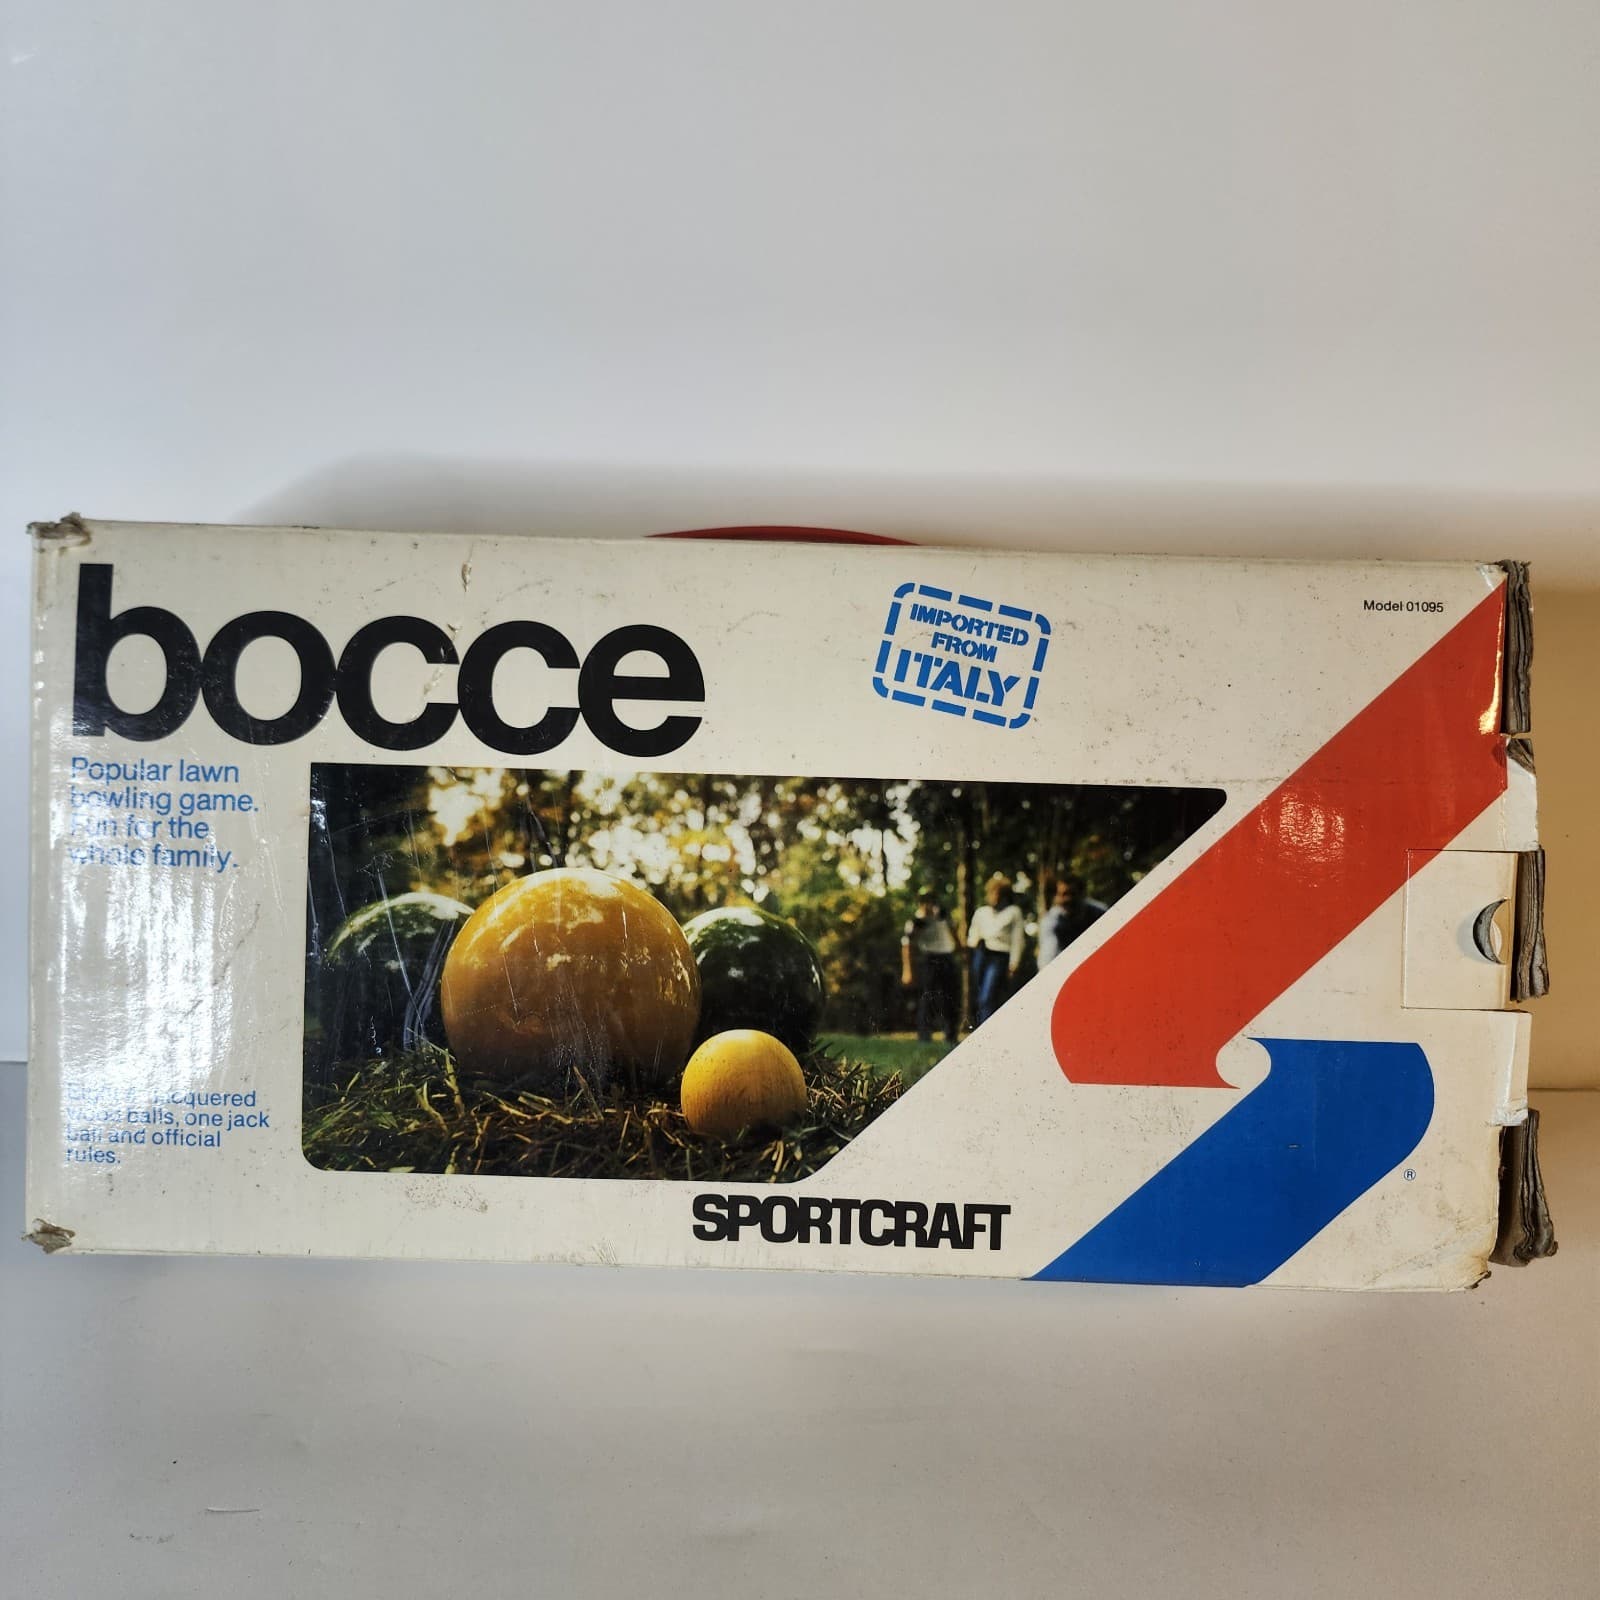 bocce
IMPORTED
FROM
ITALY
Model 01095
Popular lawn
bowling game.
Fun for the
whole family.
lacquered
wood balls, one jack
ball and official
rules.
SPORTCRAFT
®